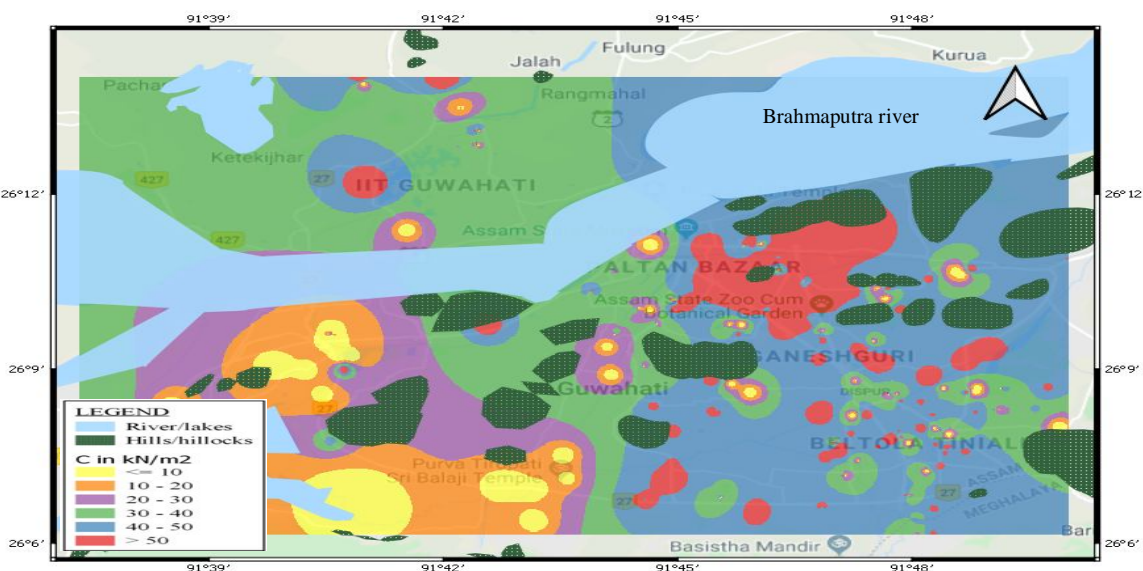 91°39′ 91°42′ 91°45′ 91°48′
Fulung
Kurua
Jalah
Rangmahal
2
Brahmaputra river
Ketekijhar
427
27
IIT GUWAHATI
26°12′ 26°12′
427
ALTAN BAZAAR
Assam State Zoo Cum
Botanical Garden
GANESHGURI
26°9′ 26°9′
Guwahati
DISPUR
27
BELTOLA TINIALI
Purva Tirupati
Sri Balaji Temple
ASSAM
MEGHALAYA
27
27
Bar
Basistha Mandir
LEGEND
River/lakes
Hills/hillocks
C in kN/m2
<= 10
10 - 20
20 - 30
30 - 40
40 - 50
> 50
26°6′ 26°6′
91°39′ 91°42′ 91°45′ 91°48′